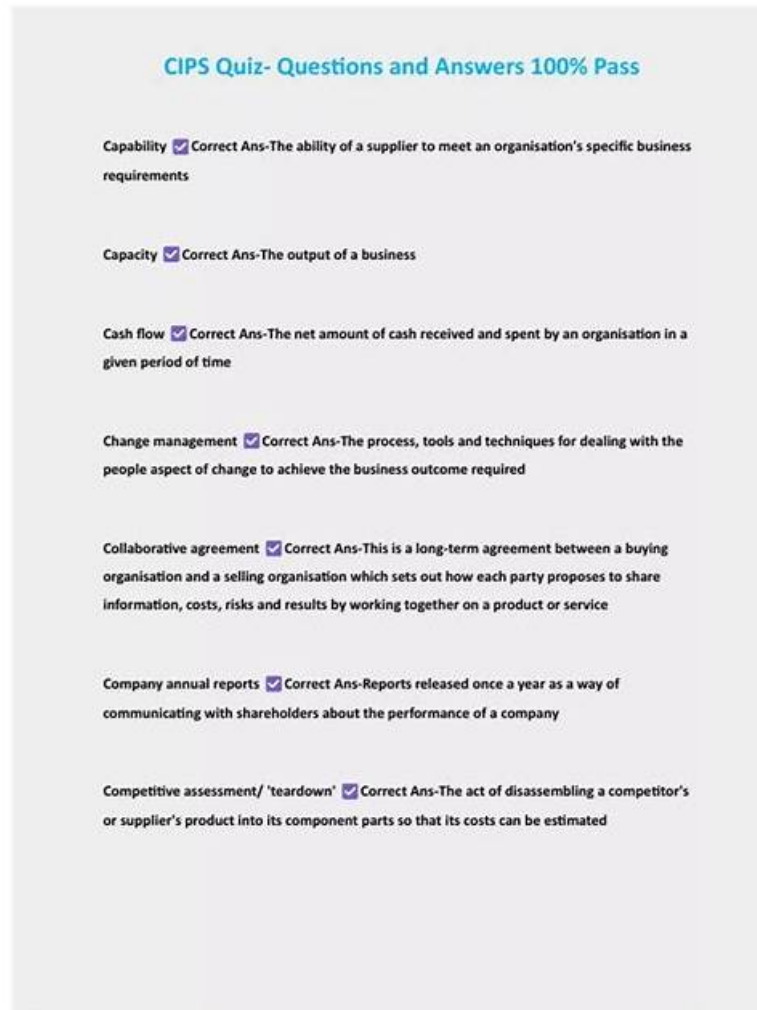 CIPS Quiz- Questions and Answers 100% Pass
Capability ✅Correct Ans-The ability of a supplier to meet an organisation's specific business
requirements
Capacity ✅Correct Ans-The output of a business
Cash flow ✅Correct Ans-The net amount of cash received and spent by an organisation in a
given period of time
Change management ✅Correct Ans-The process, tools and techniques for dealing with the
people aspect of change to achieve the business outcome required
Collaborative agreement ✅Correct Ans-This is a long-term agreement between a buying
organisation and a selling organisation which sets out how each party proposes to share
information, costs, risks and results by working together on a product or service
Company annual reports ✅Correct Ans-Reports released once a year as a way of
communicating with shareholders about the performance of a company
Competitive assessment/ 'teardown' ✅Correct Ans-The act of disassembling a competitor's
or supplier's product into its component parts so that its costs can be estimated